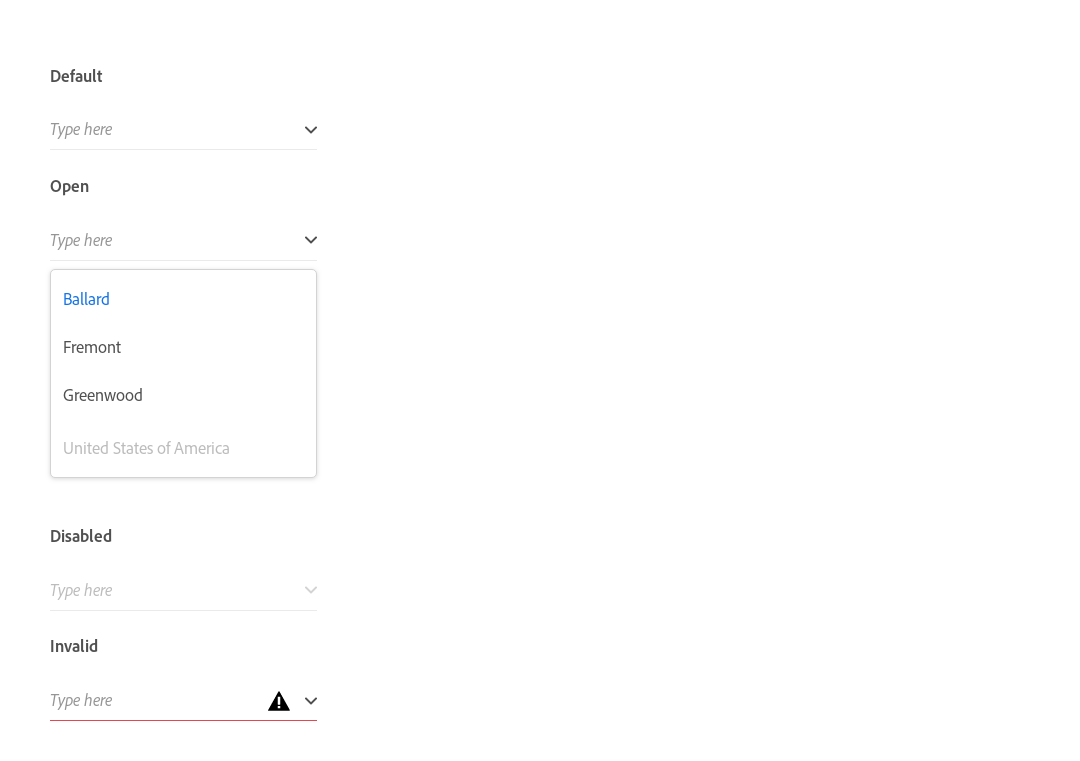 Default
Type here
Open
Type here
Ballard
Fremont
Greenwood
United States of America
Disabled
Type here
Invalid
Type here